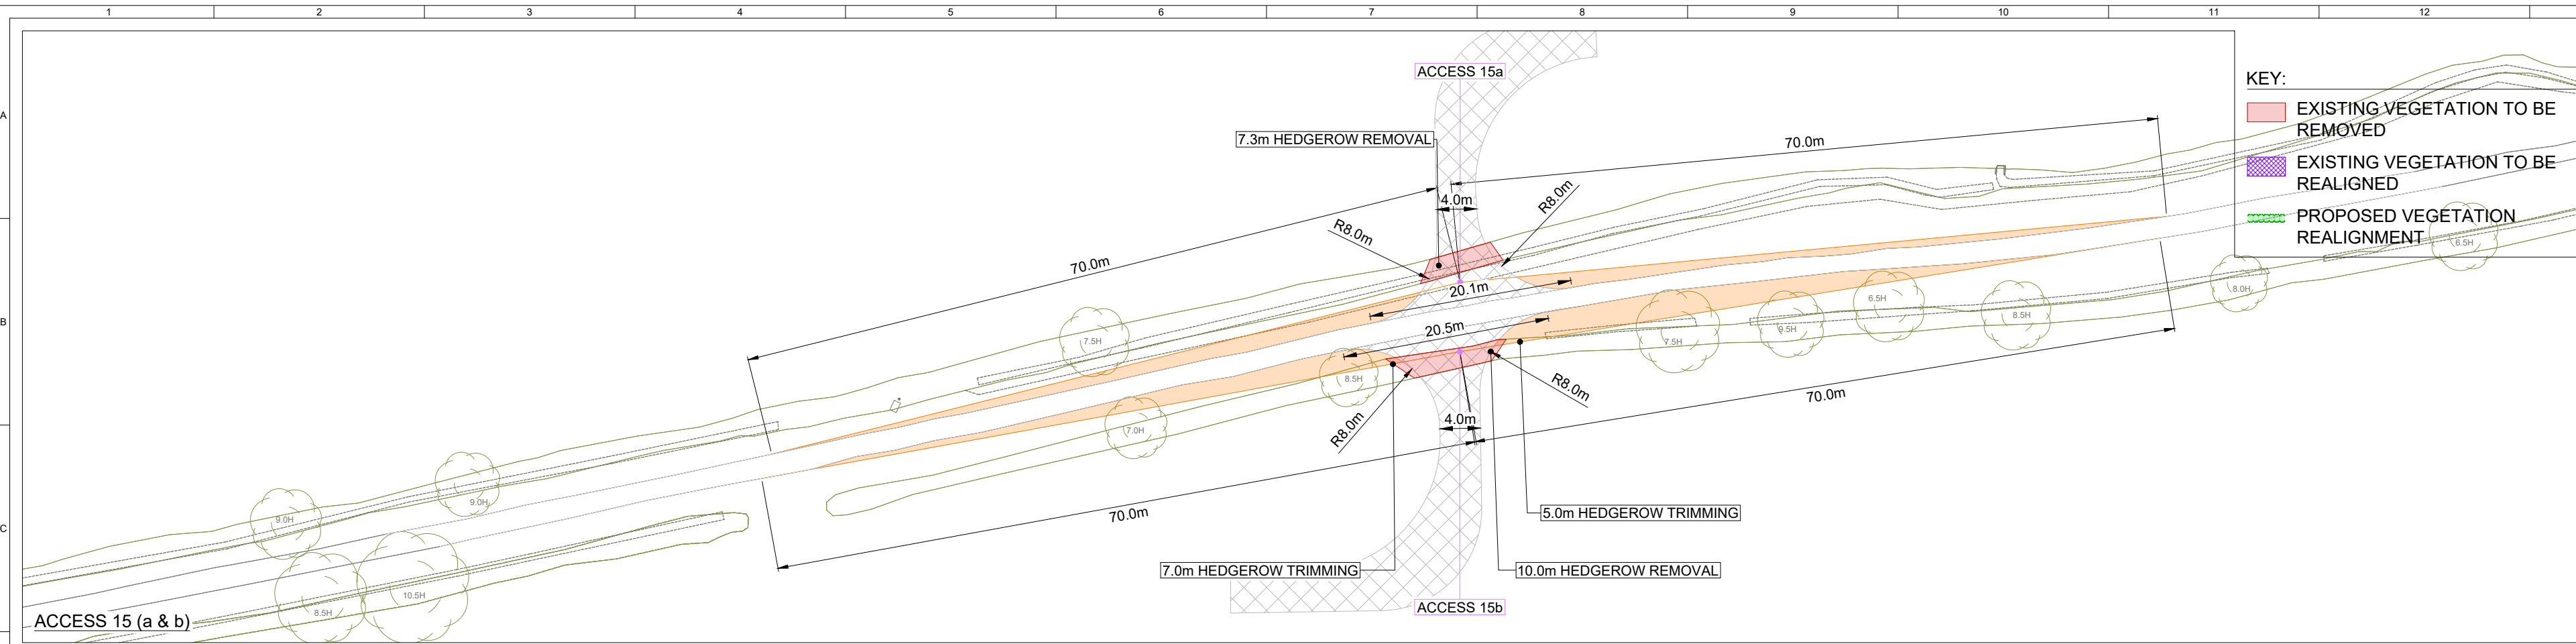 1 2 3 4 5 6 7 8 9 10 11 12
A
B
C
ACCESS 15a
7.3m HEDGEROW REMOVAL
70.0m
4.0m
R8.0m
R8.0m
70.0m
20.1m
20.5m
7.5H
8.5H
7.0H
7.5H
9.5H
6.5H
8.5H
8.0H
6.5H
R8.0m
R8.0m
4.0m
70.0m
70.0m
5.0m HEDGEROW TRIMMING
7.0m HEDGEROW TRIMMING
10.0m HEDGEROW REMOVAL
ACCESS 15b
9.0H
9.0H
8.5H
10.5H
ACCESS 15 (a & b)
KEY:
EXISTING VEGETATION TO BE
REMOVED
EXISTING VEGETATION TO BE
REALIGNED
PROPOSED VEGETATION
REALIGNMENT